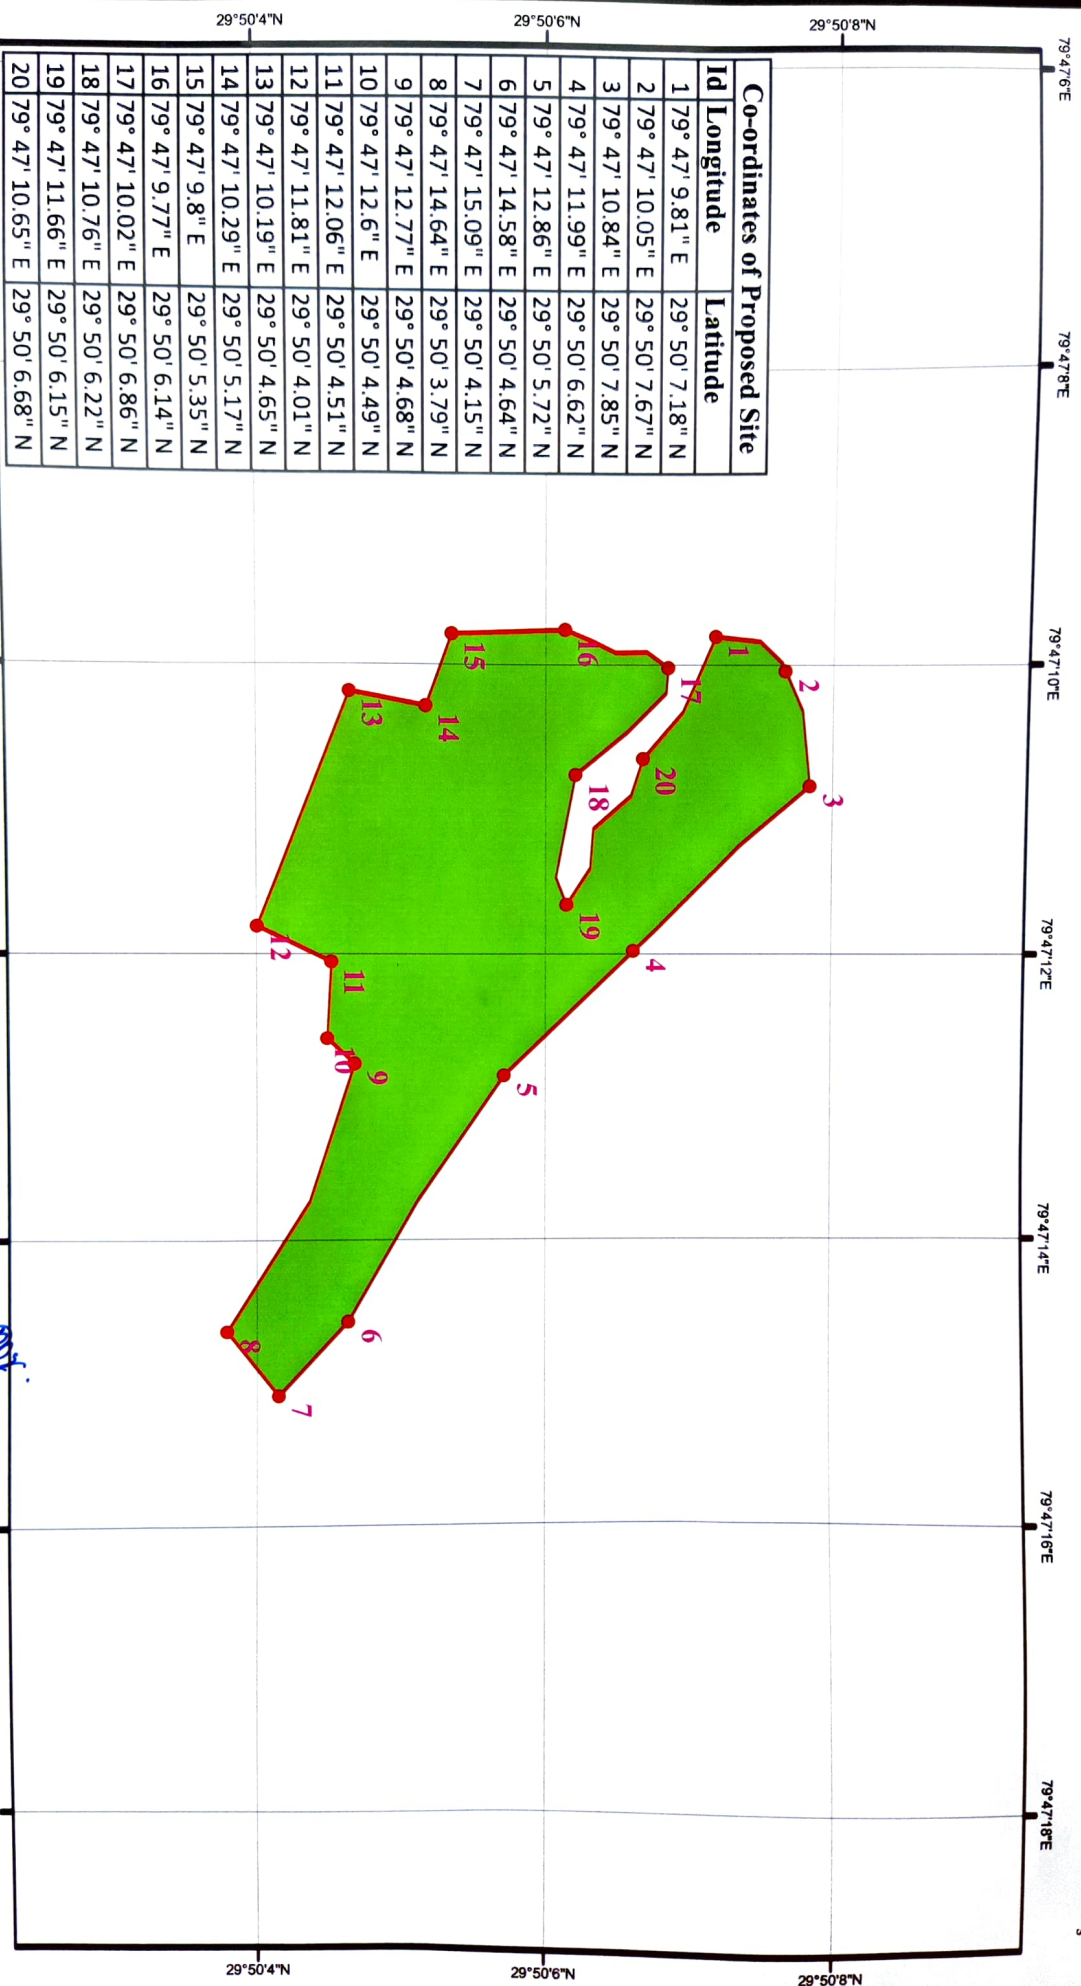 79°47'6"E
79°47'8"E
79°47'10"E
79°47'12"E
79°47'14"E
79°47'16"E
79°47'18"E
29°50'8"N
29°50'6"N
29°50'4"N
29°50'8"N
29°50'6"N
29°50'4"N
1
2
3
4
5
6
7
8
9
10
11
12
13
14
15
16
17
18
19
20
Co-ordinates of Proposed Site
Id Longitude Latitude
1 79° 47' 9.81" E 29° 50' 7.18" N
2 79° 47' 10.05" E 29° 50' 7.67" N
3 79° 47' 10.84" E 29° 50' 7.85" N
4 79° 47' 11.99" E 29° 50' 6.62" N
5 79° 47' 12.86" E 29° 50' 5.72" N
6 79° 47' 14.58" E 29° 50' 4.64" N
7 79° 47' 15.09" E 29° 50' 4.15" N
8 79° 47' 14.64" E 29° 50' 3.79" N
9 79° 47' 12.77" E 29° 50' 4.68" N
10 79° 47' 12.6" E 29° 50' 4.49" N
11 79° 47' 12.06" E 29° 50' 4.51" N
12 79° 47' 11.81" E 29° 50' 4.01" N
13 79° 47' 10.19" E 29° 50' 4.65" N
14 79° 47' 10.29" E 29° 50' 5.17" N
15 79° 47' 9.8" E 29° 50' 5.35" N
16 79° 47' 9.77" E 29° 50' 6.14" N
17 79° 47' 10.02" E 29° 50' 6.86" N
18 79° 47' 10.76" E 29° 50' 6.22" N
19 79° 47' 11.66" E 29° 50' 6.15" N
20 79° 47' 10.65" E 29° 50' 6.68" N